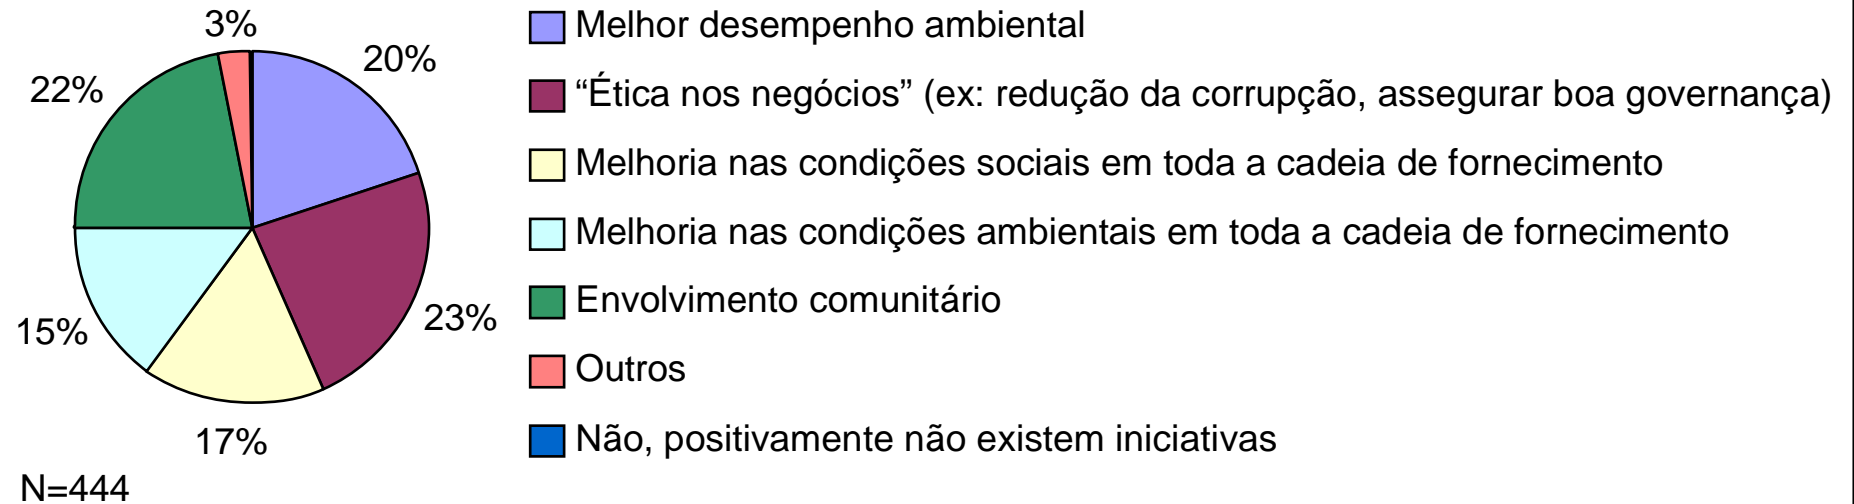 3%
20%
22%
23%
15%
17%
N=444
Melhor desempenho ambiental
“Ética nos negócios” (ex: redução da corrupção, assegurar boa governança)
Melhoria nas condições sociais em toda a cadeia de fornecimento
Melhoria nas condições ambientais em toda a cadeia de fornecimento
Envolvimento comunitário
Outros
Não, positivamente não existem iniciativas